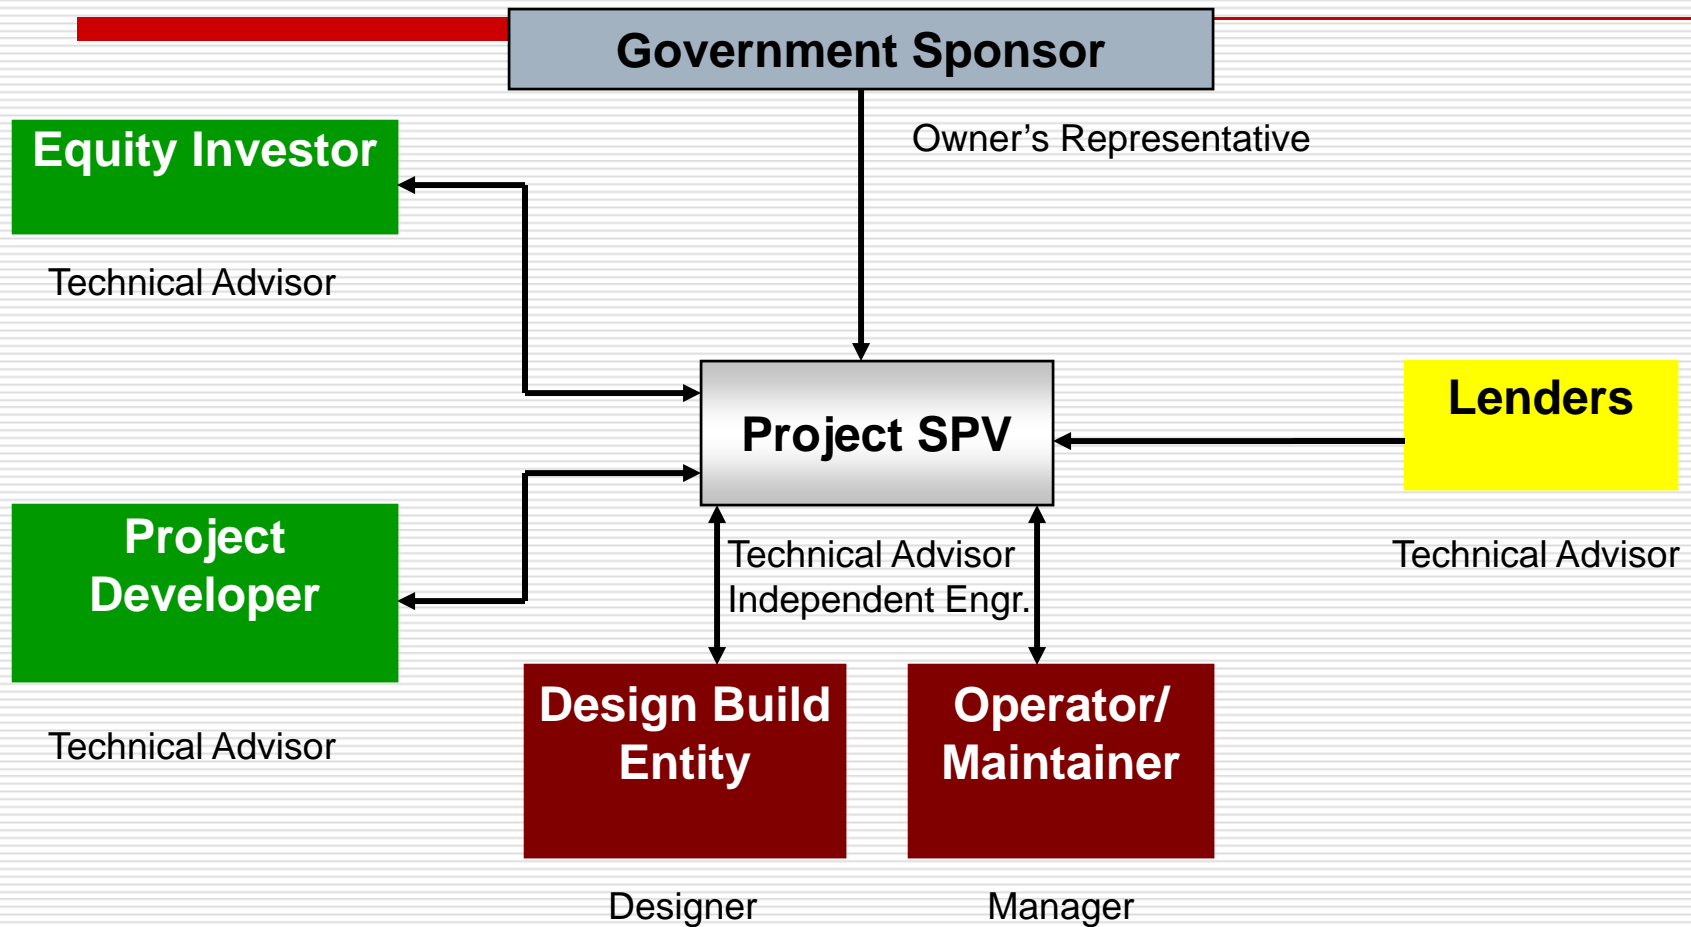 Government Sponsor
Owner’s Representative
Equity Investor
Technical Advisor
Project SPV
Lenders
Technical Advisor
Project
Developer
Technical Advisor
Technical Advisor
Independent Engr.
Design Build
Entity
Designer
Operator/
Maintainer
Manager